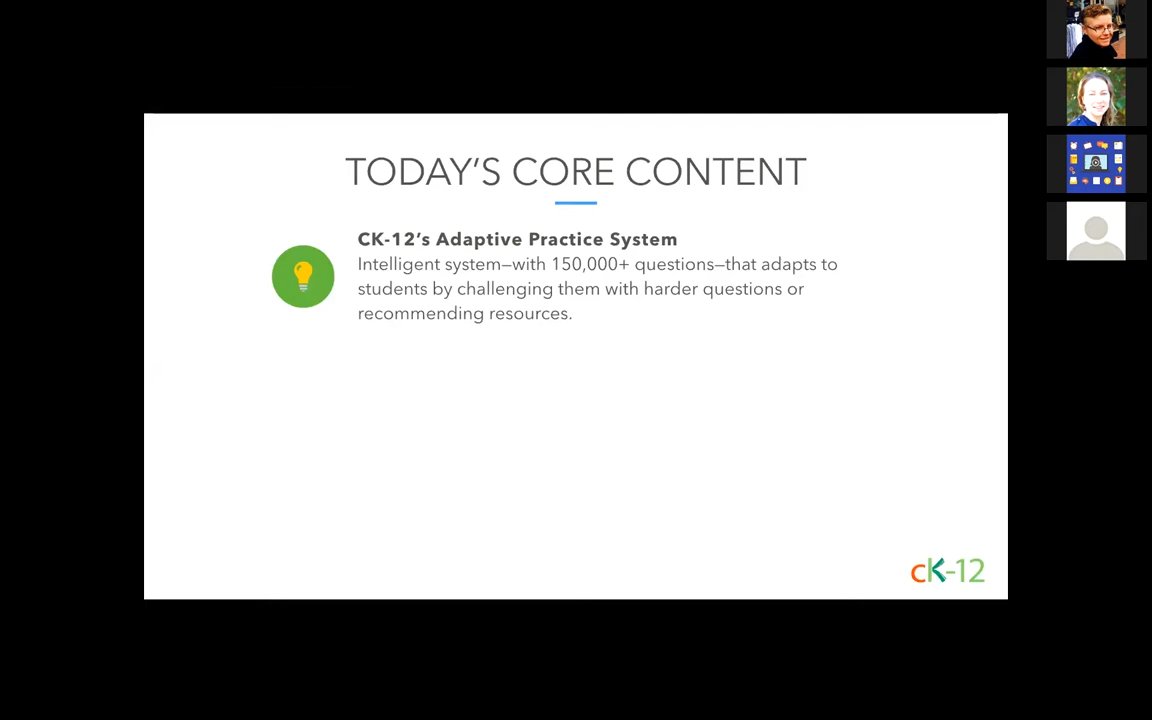 TODAY’S CORE CONTENT
CK-12’s Adaptive Practice System
Intelligent system—with 150,000+ questions—that adapts to
students by challenging them with harder questions or
recommending resources.
cK-12